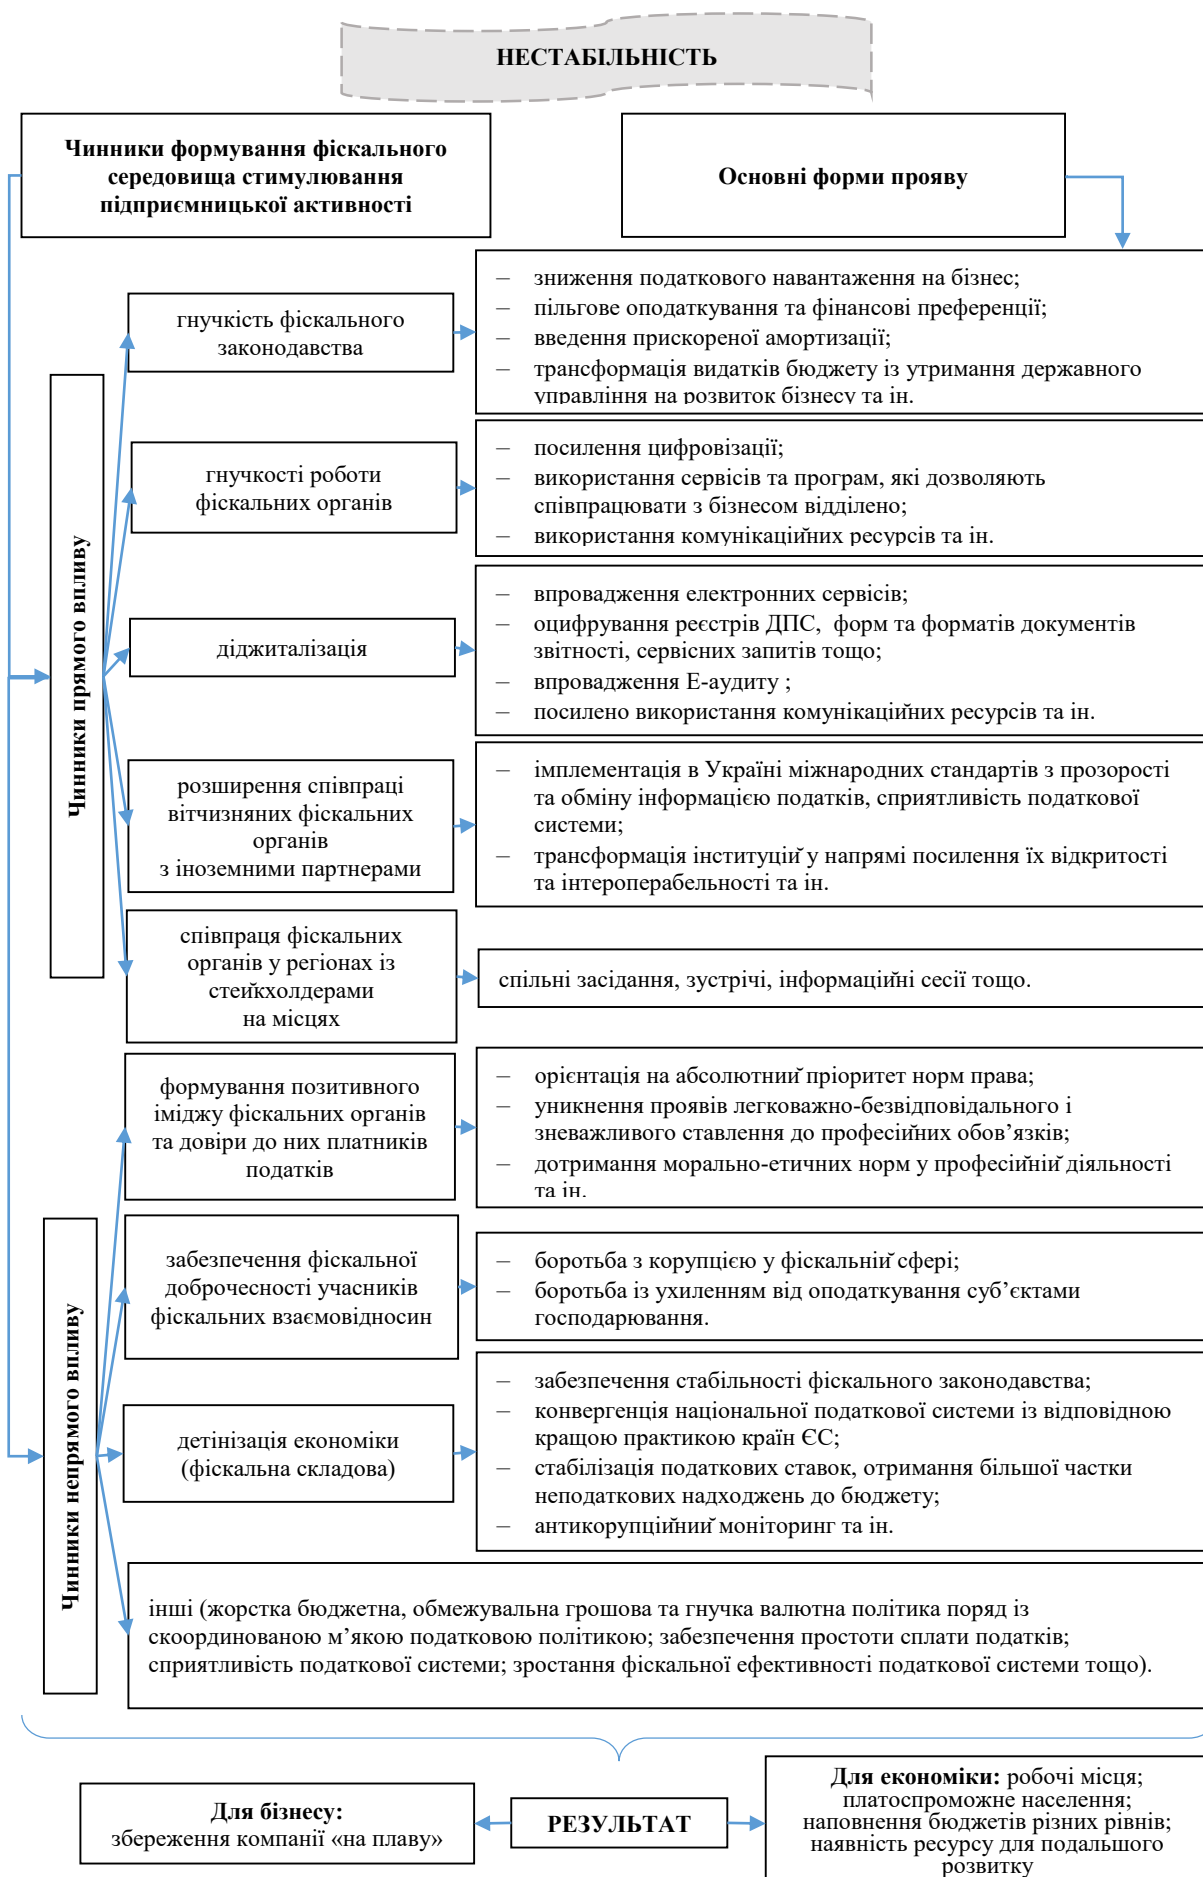 НЕСТАБІЛЬНІСТЬ
Чинники формування фіскального
середовища стимулювання
підприємницької активності
Основні форми прояву
Чинники прямого впливу
гнучкість фіскального
законодавства
– зниження податкового навантаження на бізнес;
– пільгове оподаткування та фінансові преференції;
– введення прискореної амортизації;
– трансформація видатків бюджету із утримання державного
управління на розвиток бізнесу та ін.
гнучкості роботи
фіскальних органів
– посилення цифровізації;
– використання сервісів та програм, які дозволяють
співпрацювати з бізнесом відділено;
– використання комунікаційних ресурсів та ін.
діджиталізація
– впровадження електронних сервісів;
– оцифрування реєстрів ДПС, форм та форматів документів
звітності, сервісних запитів тощо;
– впровадження Е-аудиту ;
– посилено використання комунікаційних ресурсів та ін.
розширення співпраці
вітчизняних фіскальних
органів
з іноземними партнерами
– імплементація в Україні міжнародних стандартів з прозорості
та обміну інформацією податків, сприятливість податкової
системи;
– трансформація інституцій у напрямі посилення їх відкритості
та інтероперабельності та ін.
співпраця фіскальних
органів у регіонах із
стейкхолдерами
на місцях
спільні засідання, зустрічі, інформаційні сесії тощо.
Чинники непрямого впливу
формування позитивного
іміджу фіскальних органів
та довіри до них платників
податків
– орієнтація на абсолютний пріоритет норм права;
– уникнення проявів легковажно-безвідповідального і
зневажливого ставлення до професійних обов’язків;
– дотримання морально-етичних норм у професійній діяльності
та ін.
забезпечення фіскальної
доброчесності учасників
фіскальних взаємовідносин
– боротьба з корупцією у фіскальній сфері;
– боротьба із ухиленням від оподаткування суб’єктами
господарювання.
детінізація економіки
(фіскальна складова)
– забезпечення стабільності фіскального законодавства;
– конвергенція національної податкової системи із відповідною
кращою практикою країн ЄС;
– стабілізація податкових ставок, отримання більшої частки
неподаткових надходжень до бюджету;
– антикорупційний моніторинг та ін.
інші (жорстка бюджетна, обмежувальна грошова та гнучка валютна політика поряд із
скоординованою м’якою податковою політикою; забезпечення простоти сплати податків;
сприятливість податкової системи; зростання фіскальної ефективності податкової системи тощо).
Для бізнесу:
збереження компанії «на плаву»
РЕЗУЛЬТАТ
Для економіки: робочі місця;
платоспроможне населення;
наповнення бюджетів різних рівнів;
наявність ресурсу для подальшого
розвитку